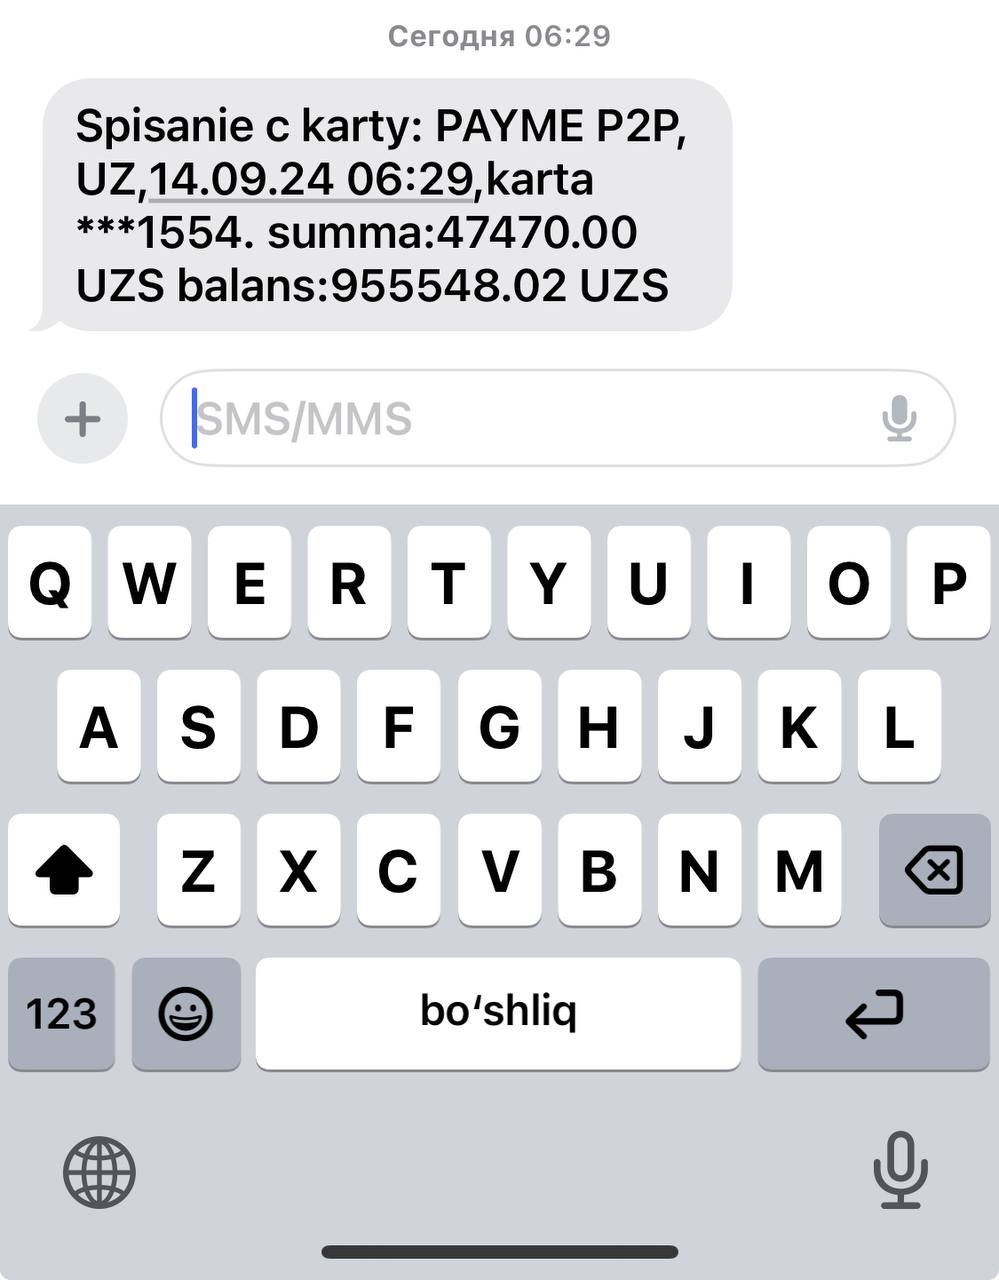 Сегодня 06:29
Spisanie c karty: PAYME P2P,
UZ,14.09.24 06:29,karta
***1554. summa:47470.00
UZS balans:955548.02 UZS
SMS/MMS
Q W E R T Y U I O P
A S D F G H J K L
Z X C V B N M
123 boʻshliq